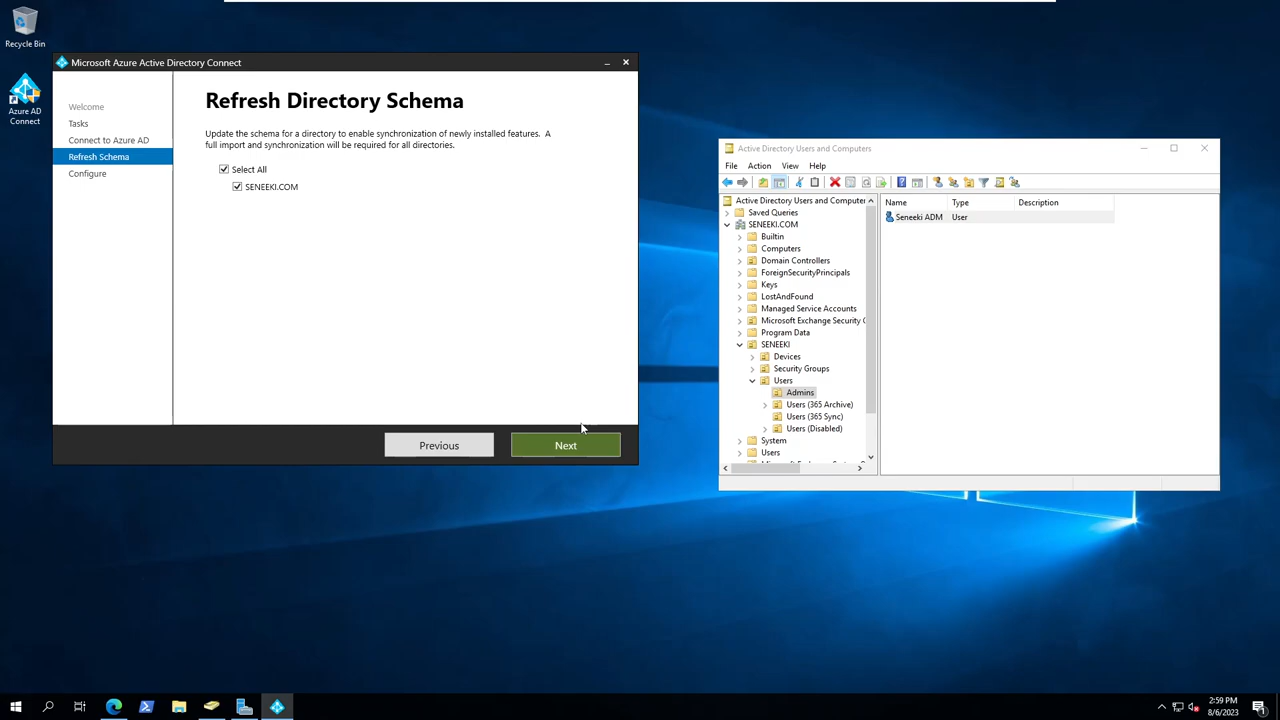 Recycle Bin
Azure AD
Connect
Microsoft Azure Active Directory Connect
Welcome
Tasks
Connect to Azure AD
Refresh Schema
Configure
Refresh Directory Schema
Update the schema for a directory to enable synchronization of newly installed features. A
full import and synchronization will be required for all directories.
Select All
SENEEKI.COM
Previous
Next
Active Directory Users and Computers
File Action View Help
Active Directory Users and Computer
Saved Queries
SENEEKI.COM
Builtin
Computers
Domain Controllers
ForeignSecurityPrincipals
Keys
LostAndFound
Managed Service Accounts
Microsoft Exchange Security
Program Data
SENEEKI
Devices
Security Groups
Users
Admins
Users (365 Archive)
Users (365 Sync)
Users (Disabled)
System
Users
Name Type Description
Seneeki ADM User
2:59 PM
8/6/2023
1